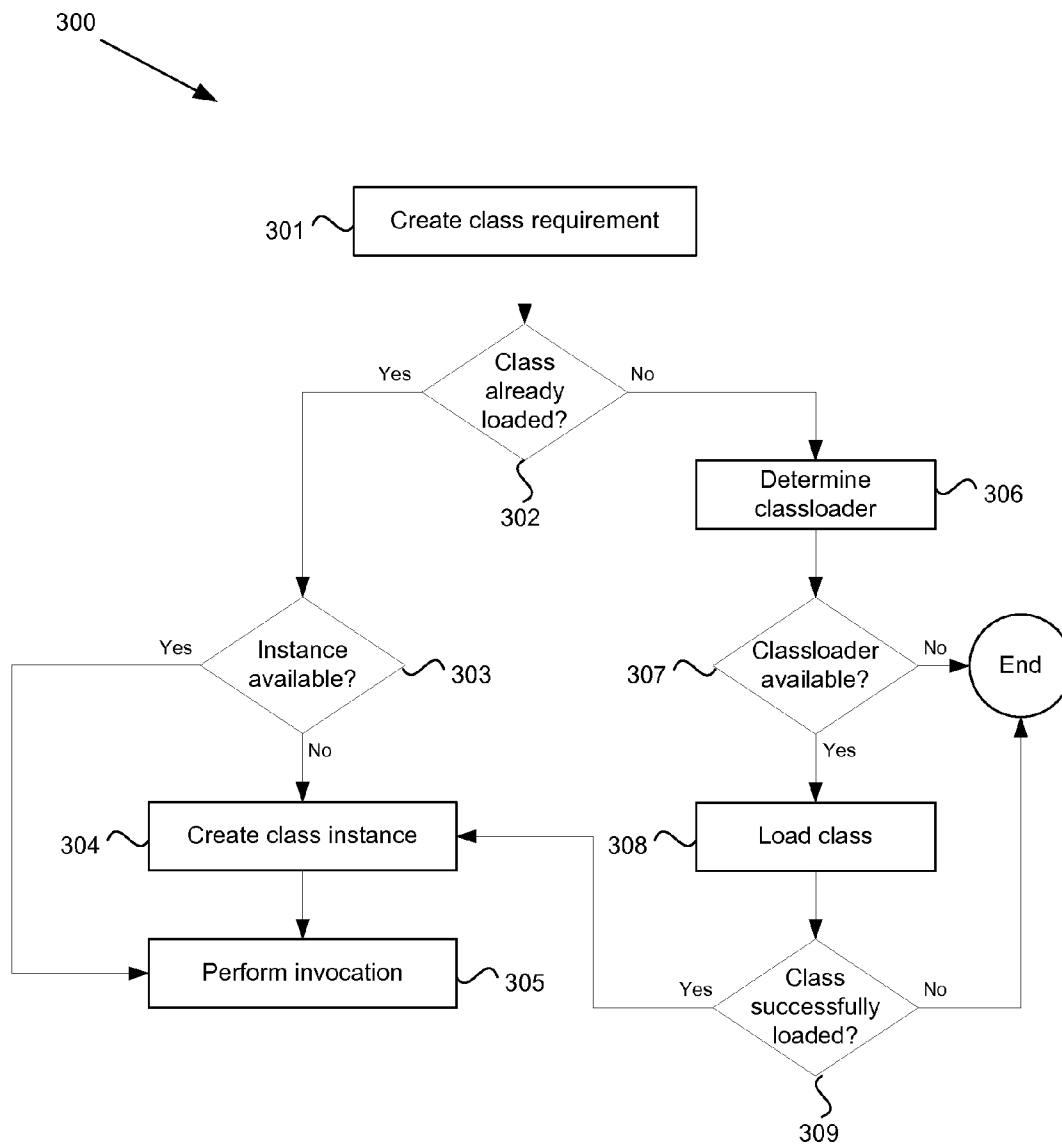 300
Create class requirement
301
Class
already
loaded?
Yes
No
302
Determine
classloader
306
Instance
available?
Yes
303
No
Classloader
available?
307
No
End
Yes
Create class instance
304
Load class
308
Perform invocation
305
Class
successfully
loaded?
Yes
No
309